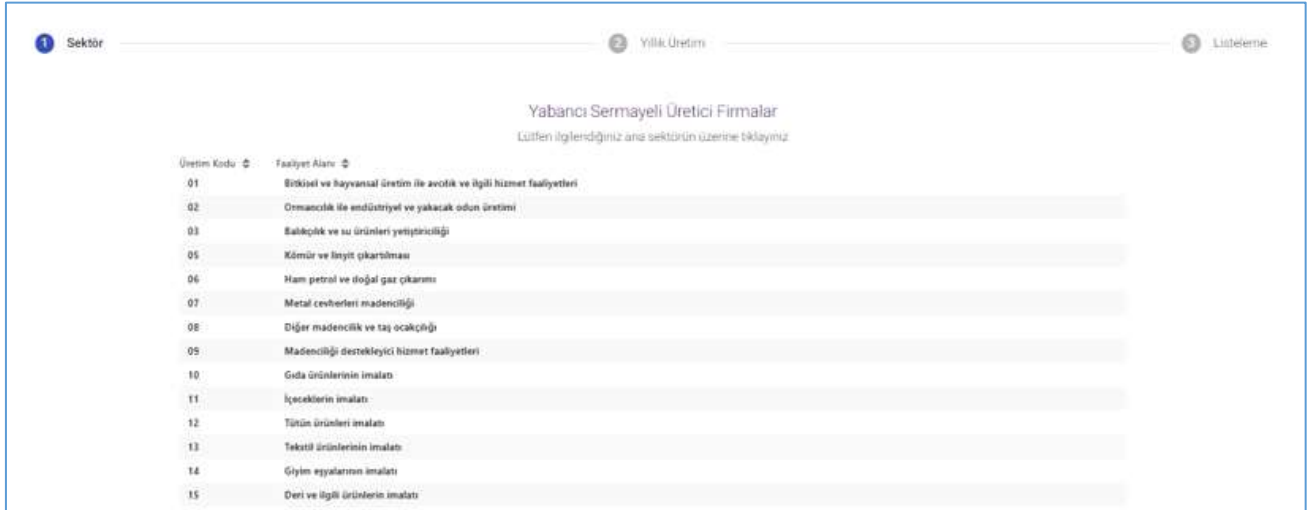 1 Sektör 2 Yıllık Üretim 3 Listeleme
Yabancı Sermayeli Üretici Firmalar
Lütfen ilgilendiğiniz ana sektörün üzerine tıklayınız
Üretim Kodu Faaliyet Alanı
01 Bitkisel ve hayvansal üretim ile avcılık ve ilgili hizmet faaliyetleri
02 Ormancılık ile endüstriyel ve yakacak odun üretimi
03 Balıkçılık ve su ürünleri yetiştiriciliği
05 Kömür ve linyit çıkartılması
06 Ham petrol ve doğal gaz çıkarımı
07 Metal cevherleri madenciliği
08 Diğer madencilik ve taş ocakçılığı
09 Madenciliği destekleyici hizmet faaliyetleri
10 Gıda ürünlerinin imalatı
11 İçeceklerin imalatı
12 Tütün ürünleri imalatı
13 Tekstil ürünlerinin imalatı
14 Giyim eşyalarının imalatı
15 Deri ve ilgili ürünlerin imalatı